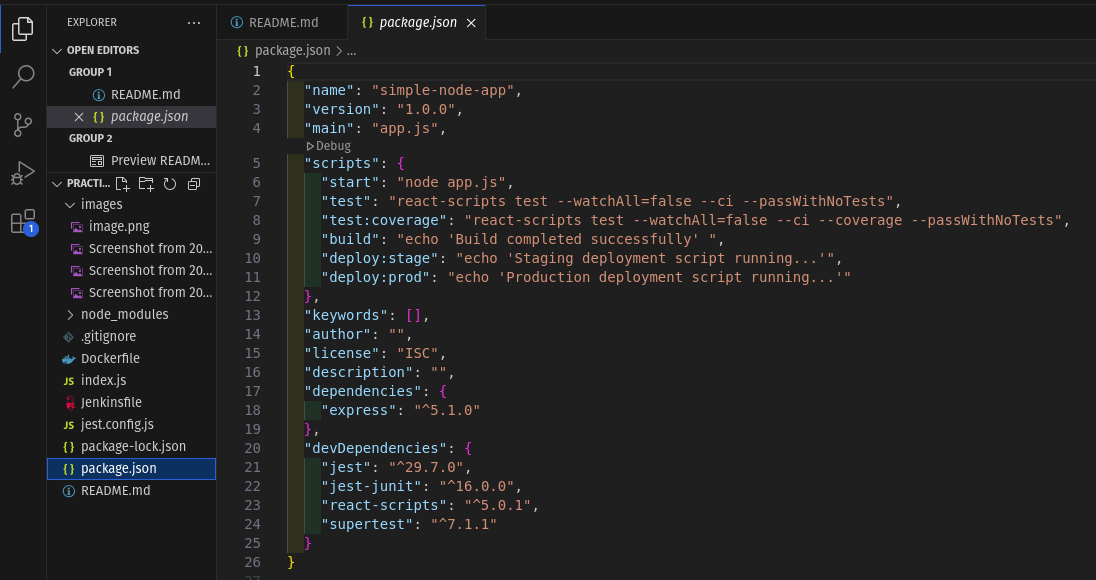 EXPLORER ...
OPEN EDITORS
GROUP 1
README.md
package.json
GROUP 2
Preview READM...
PRACTI...
images
image.png
Screenshot from 20...
Screenshot from 20...
Screenshot from 20...
node_modules
.gitignore
Dockerfile
JS index.js
Jenkinsfile
JS jest.config.js
{} package-lock.json
{} package.json
README.md
1
README.md
{} package.json
{} package.json > ...
1 {
2 "name": "simple-node-app",
3 "version": "1.0.0",
4 "main": "app.js",
Debug
5 "scripts": {
6 "start": "node app.js",
7 "test": "react-scripts test --watchAll=false --ci --passWithNoTests",
8 "test:coverage": "react-scripts test --watchAll=false --ci --coverage --passWithNoTests",
9 "build": "echo 'Build completed successfully' ",
10 "deploy:stage": "echo 'Staging deployment script running...'",
11 "deploy:prod": "echo 'Production deployment script running...'"
12 },
13 "keywords": [],
14 "author": "",
15 "license": "ISC",
16 "description": "",
17 "dependencies": {
18 "express": "^5.1.0"
19 },
20 "devDependencies": {
21 "jest": "^29.7.0",
22 "jest-junit": "^16.0.0",
23 "react-scripts": "^5.0.1",
24 "supertest": "^7.1.1"
25 }
26 }
27